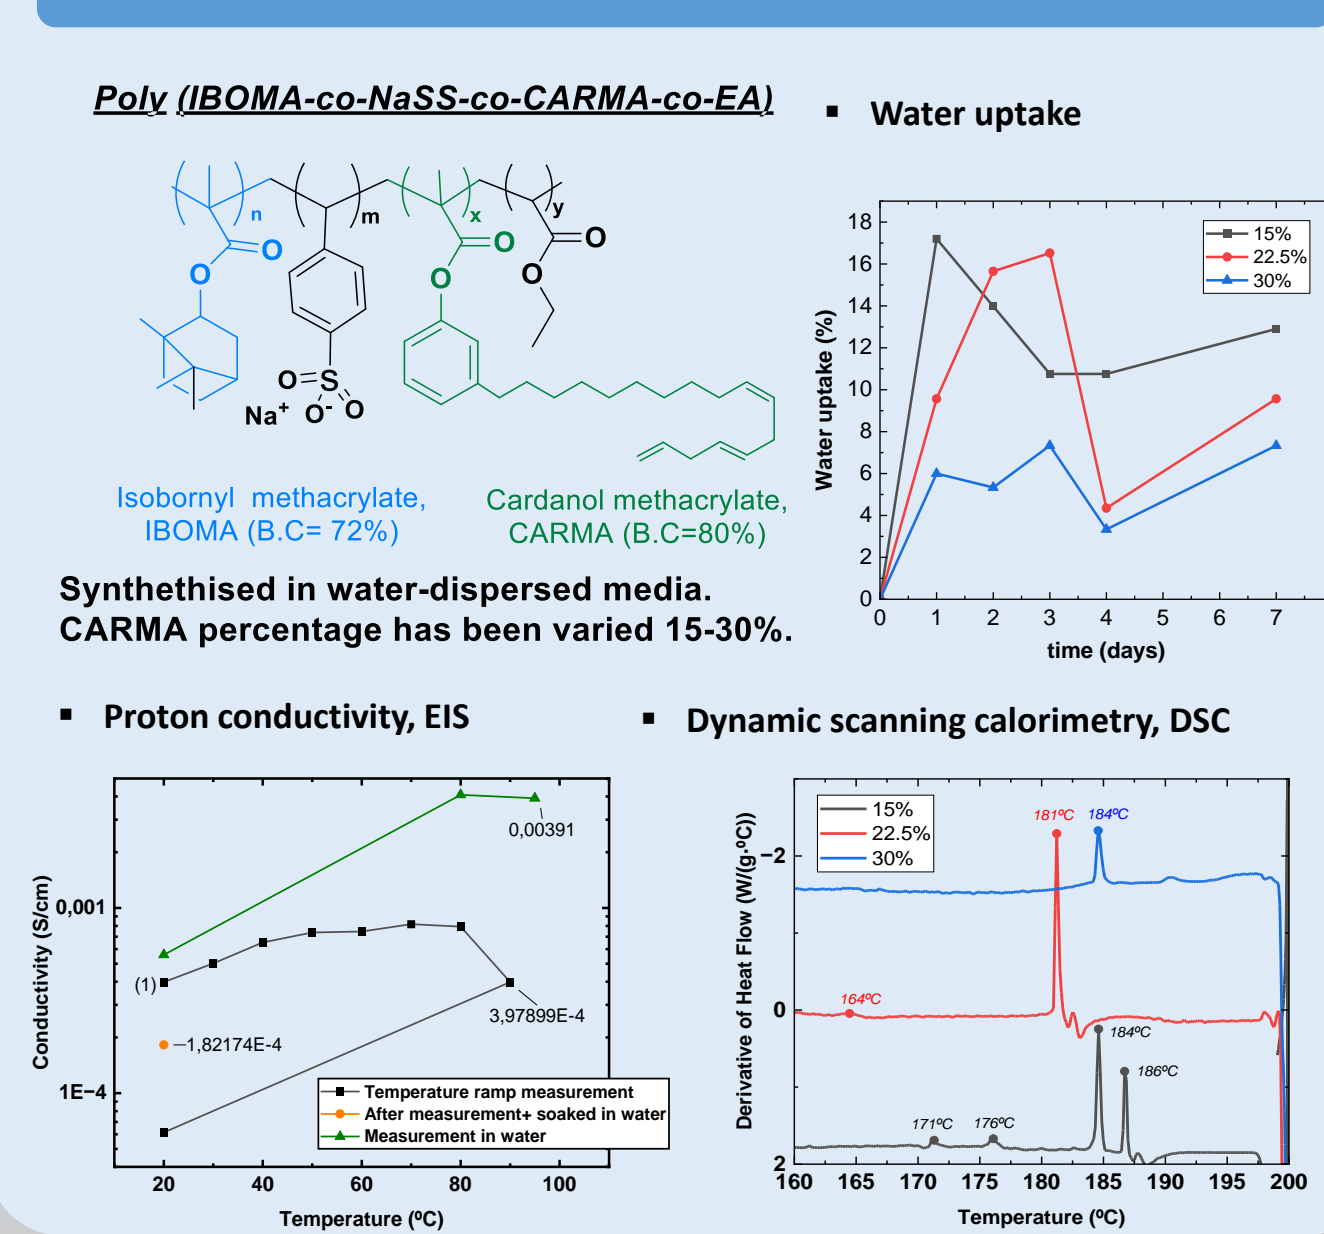 Poly (IBOMA-co-NaSS-co-CARMA-co-EA)
n
m
x
y
O
O
O
O
O
O
O
S
O
O-
Na+
Isobornyl methacrylate,
IBOMA (B.C= 72%)
Cardanol methacrylate,
CARMA (B.C=80%)
Synthethised in water-dispersed media.
CARMA percentage has been varied 15-30%.
▪ Water uptake
Water uptake (%)
18
16
14
12
10
8
6
4
2
0
15%
22.5%
30%
0 1 2 3 4 5 6 7
time (days)
▪ Proton conductivity, EIS
Conductivity (S/cm)
0,001
1E−4
0,00391
(1)
3,97899E-4
1,82174E-4
Temperature ramp measurement
After measurement+ soaked in water
Measurement in water
20 40 60 80 100
Temperature (ºC)
▪ Dynamic scanning calorimetry, DSC
Derivative of Heat Flow (W/(g·ºC))
−2
0
2
15%
22.5%
30%
181ºC
184ºC
164ºC
184ºC
186ºC
171ºC
176ºC
160 165 170 175 180 185 190 195 200
Temperature (ºC)